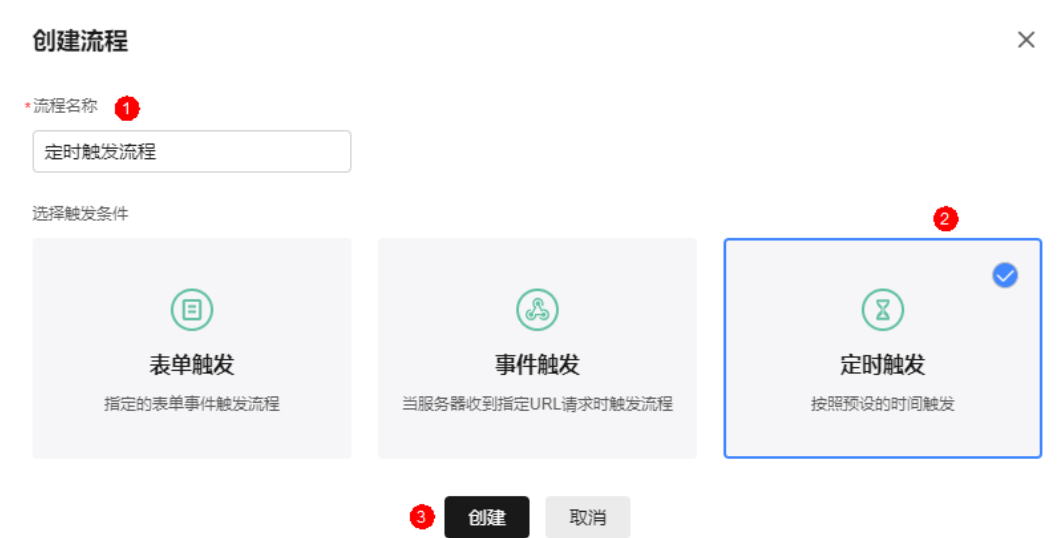 创建流程
*流程名称 1
定时触发流程
选择触发条件
2
表单触发
指定的表单事件触发流程
事件触发
当服务器收到指定URL请求时触发流程
定时触发
按照预设的时间触发
3 创建 取消